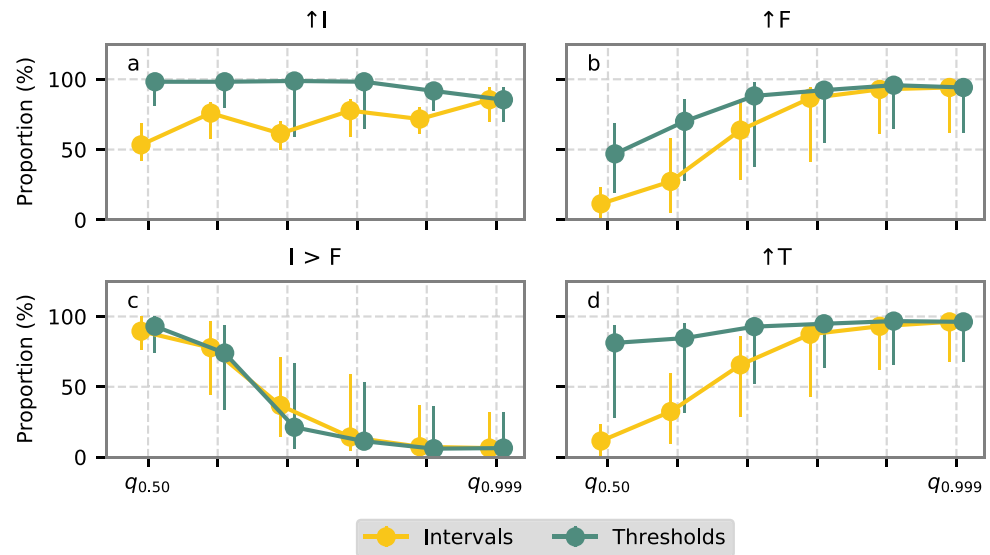 ↑I
↑F
Proportion (%)
100
50
0
a
b
I > F
↑T
Proportion (%)
100
50
0
c
d
q0.50
q0.999
q0.50
q0.999
Intervals
Thresholds